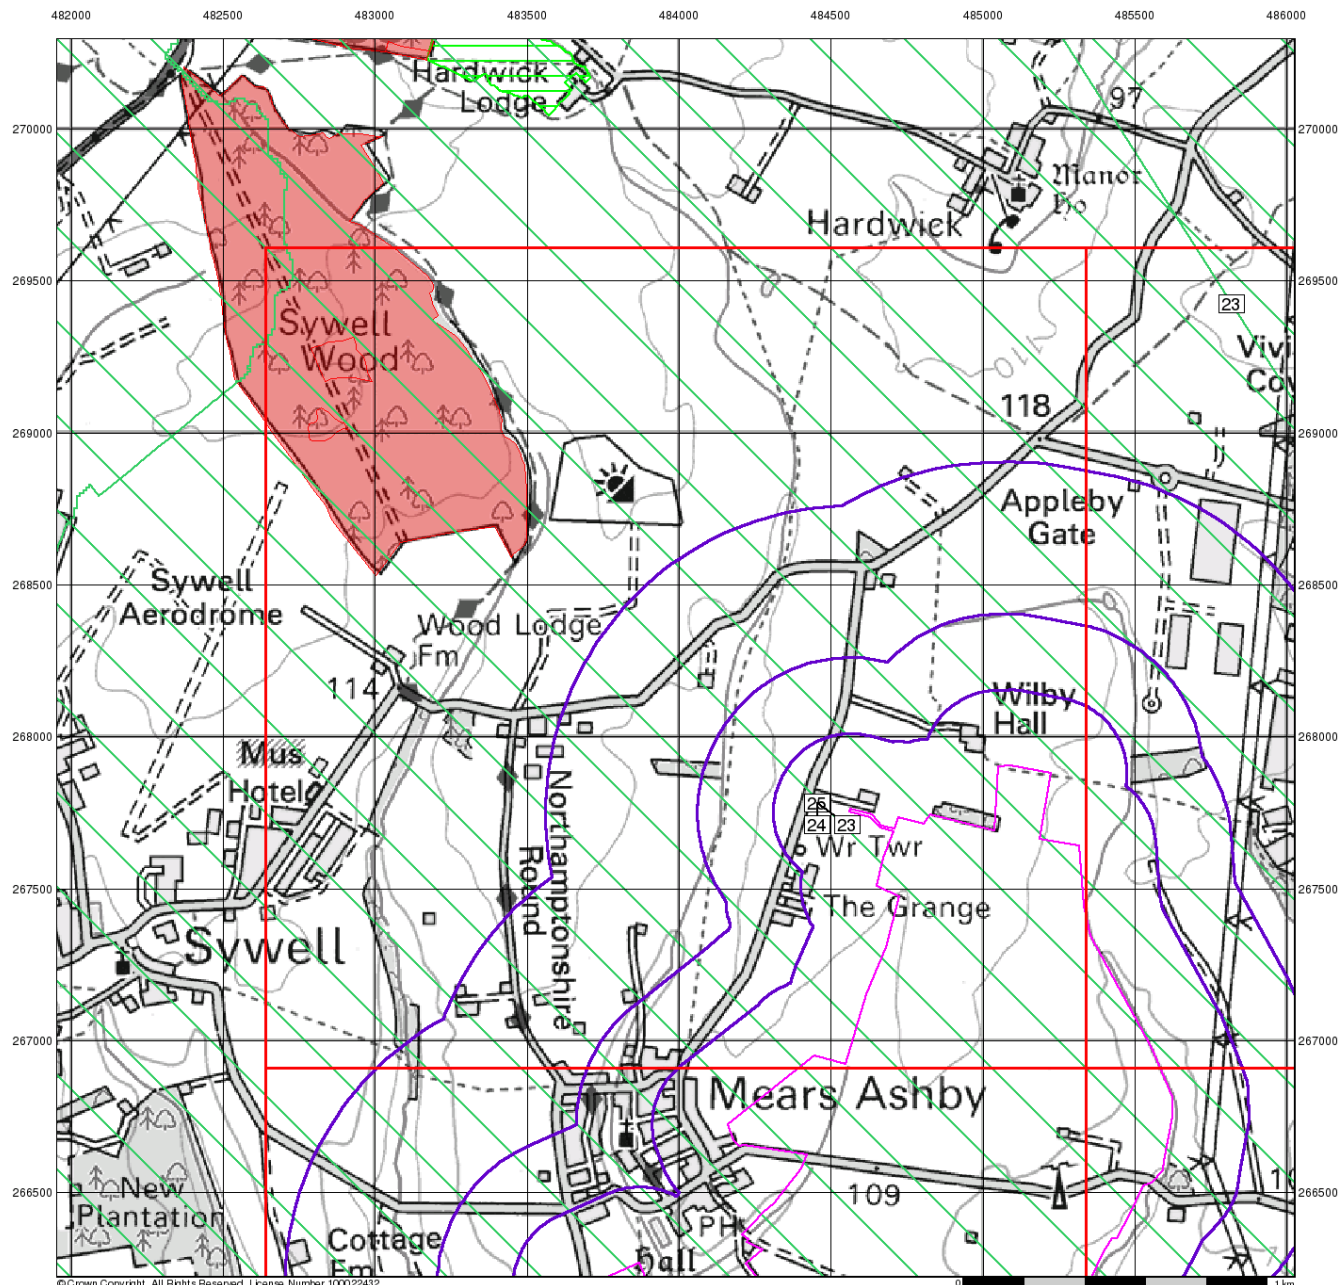 482000 482500 483000 483500 484000 484500 485000 485500 486000
Hardwick
Lodge
97
270000 270000
Manor
Ho
Hardwick
269500 269500
23
Sywell
Wood
110
Vivi
Cov
118
269000 269000
Appleby
Gate
268500 268500
Sywell
Aerodrome
Wood Lodge
Fm
114
Wilby
Hall
268000 268000
Mus
Hotel
Northamptonshire
Round
25
24 23
Wr Twr
267500 267500
The Grange
Sywell
267000 267000
Mears Ashby
266500 266500
New
Plantation
109
PH
Cottage
Fm
Hall
© Crown Copyright. All Rights Reserved. License Number 100022432
0 1 km